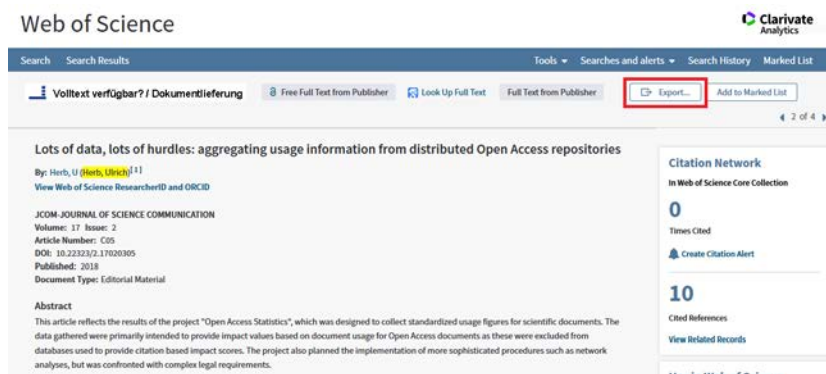 Web of Science
Clarivate
Analytics
Search Search Results Tools Searches and alerts Search History Marked List
Volltext verfügbar? / Dokumentlieferung Free Full Text from Publisher Look Up Full Text Full Text from Publisher Export... Add to Marked List
2 of 4
Lots of data, lots of hurdles: aggregating usage information from distributed Open Access repositories
By: Herb, U (Herb, Ulrich)[1]
View Web of Science ResearcherID and ORCID
JCOM-JOURNAL OF SCIENCE COMMUNICATION
Volume: 17 Issue: 2
Article Number: C05
DOI: 10.22323/2.17020305
Published: 2018
Document Type: Editorial Material
Abstract
This article reflects the results of the project "Open Access Statistics", which was designed to collect standardized usage figures for scientific documents. The
data gathered were primarily intended to provide impact values based on document usage for Open Access documents as these were excluded from
databases used to provide citation based impact scores. The project also planned the implementation of more sophisticated procedures such as network
analyses, but was confronted with complex legal requirements.
Citation Network
In Web of Science Core Collection
0
Times Cited
Create Citation Alert
10
Cited References
View Related Records